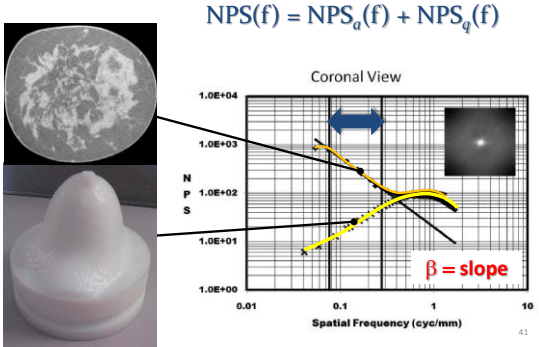 NPS(f) = NPSa(f) + NPSq(f)
Coronal View
1.0E+04
1.0E+03
1.0E+02
1.0E+01
1.0E+00
N
P
S
β = slope
0.01 0.1 1 10
Spatial Frequency (cyc/mm)
41